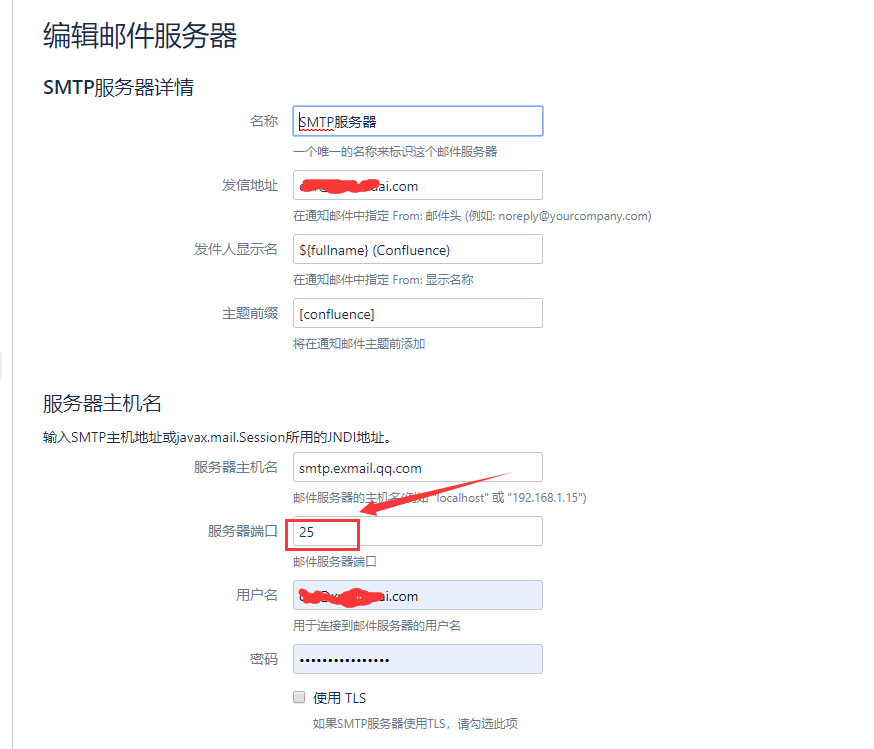 编辑邮件服务器
SMTP服务器详情
名称 SMTP服务器
一个唯一的名称来标识这个邮件服务器
发信地址 ai.com
在通知邮件中指定 From: 邮件头 (例如: noreply@yourcompany.com)
发件人显示名 ${fullname} (Confluence)
在通知邮件中指定 From: 显示名称
主题前缀 [confluence]
将在通知邮件主题前添加
服务器主机名
输入SMTP主机地址或javax.mail.Session所用的JNDI地址。
服务器主机名 smtp.exmail.qq.com
邮件服务器的主机名(例如 "localhost" 或 "192.168.1.15")
服务器端口 25
邮件服务器端口
用户名 ai.com
用于连接到邮件服务器的用户名
密码 ••••••••••••••••
使用 TLS
如果SMTP服务器使用TLS，请勾选此项